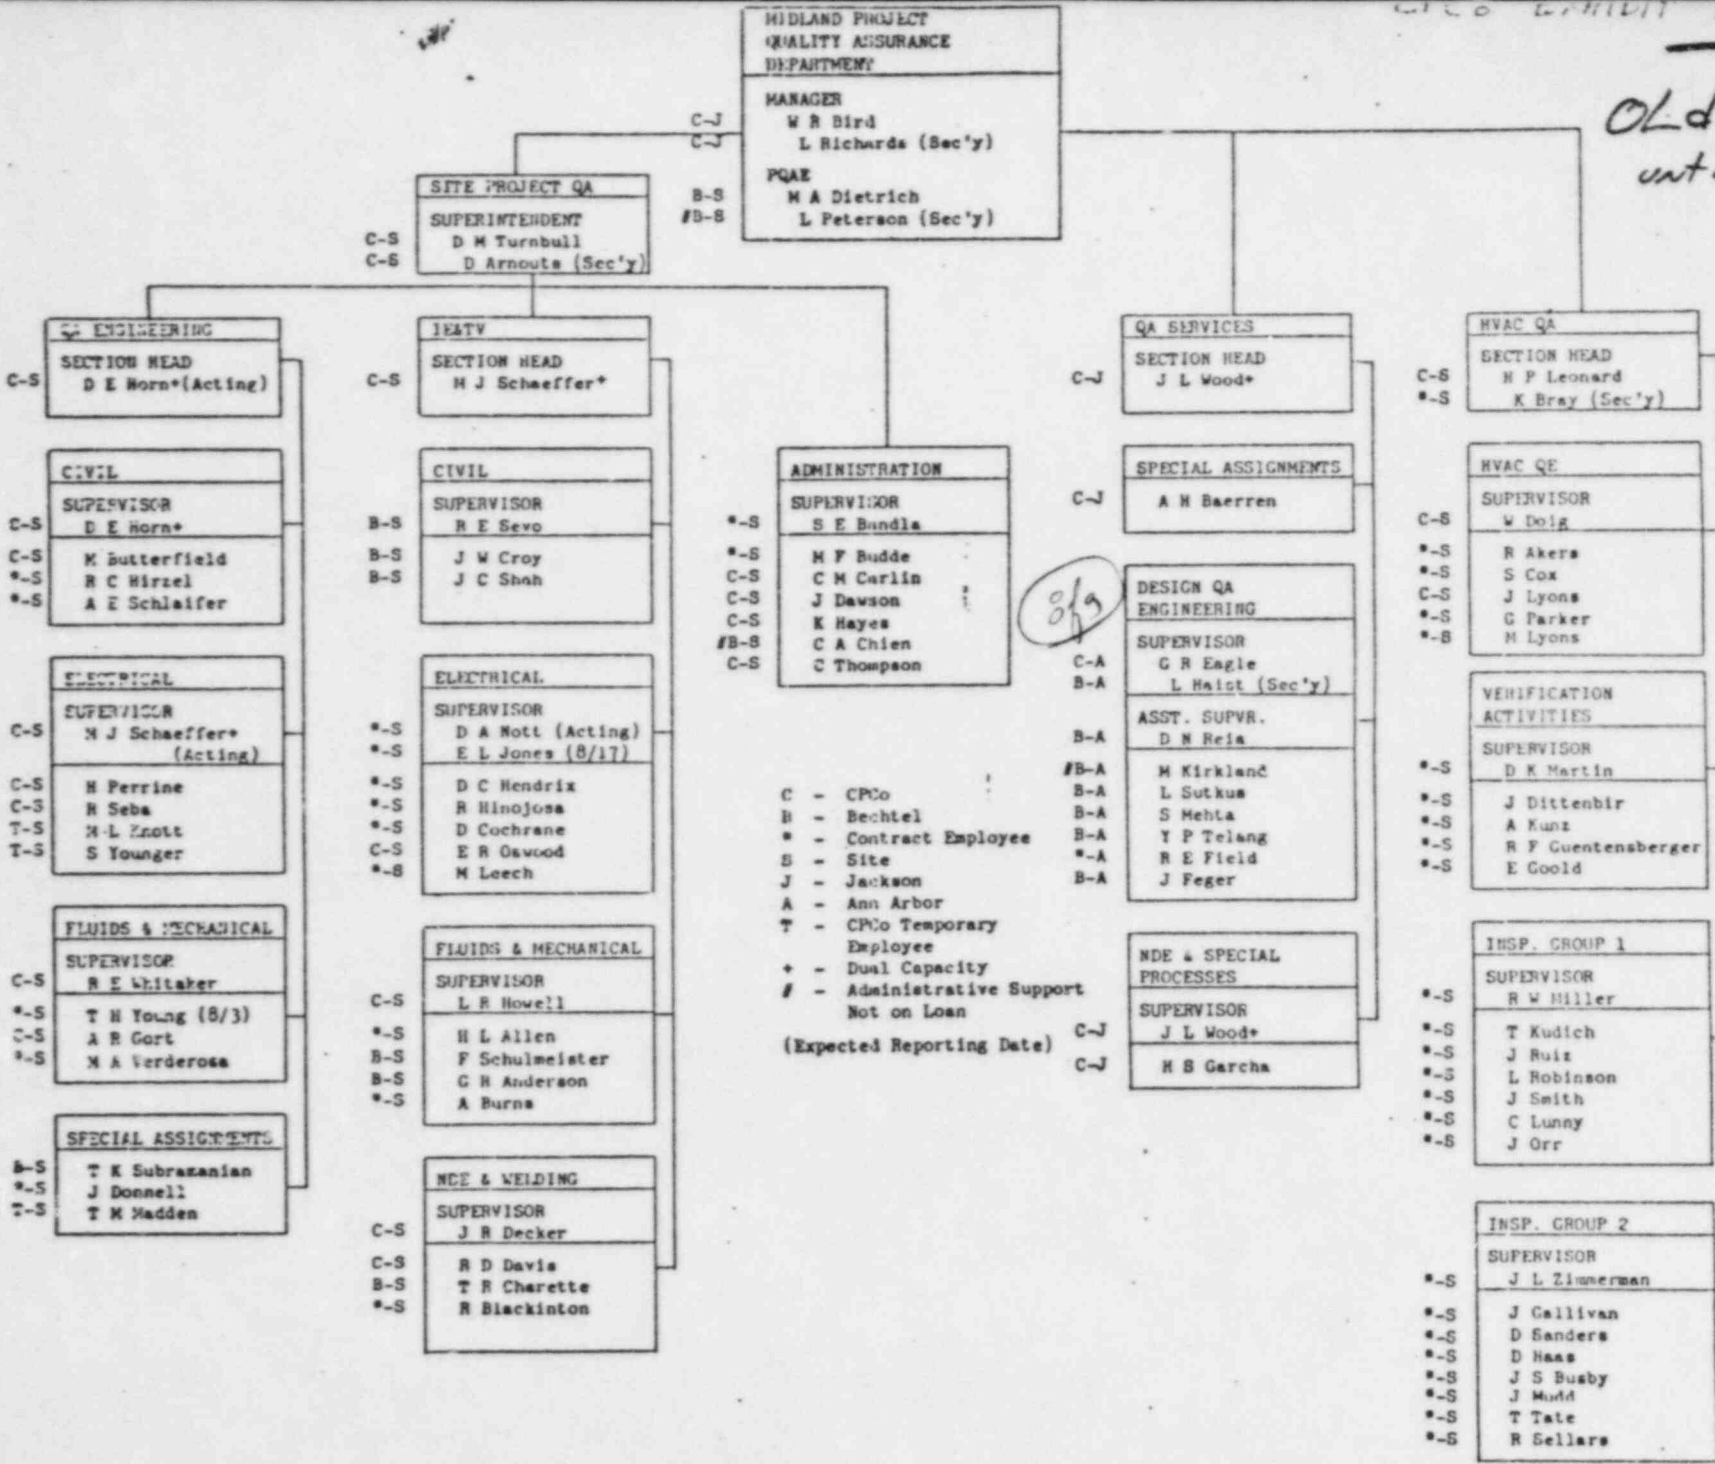 MIDLAND PROJECT
QUALITY ASSURANCE
DEPARTMENT
MANAGER
C-J W R Bird
C-J L Richards (Sec'y)
PQAE
B-S M A Dietrich
#B-S L Peterson (Sec'y)
OLd
SITE PROJECT QA
SUPERINTENDENT
C-S D M Turnbull
C-S D Arnouts (Sec'y)
QA ENGINEERING
SECTION HEAD
C-S D E Horn+(Acting)
CIVIL
SUPERVISOR
C-S D E Horn+
C-S K Butterfield
*-S R C Hirzel
*-S A E Schlaifer
ELECTRICAL
SUPERVISOR
C-S M J Schaeffer+
(Acting)
C-S H Perrine
C-S R Seba
T-S M-L Knott
T-S S Younger
FLUIDS & MECHANICAL
SUPERVISOR
C-S R E Whitaker
*-S T H Young (8/3)
C-S A R Gort
*-S M A Verderosa
SPECIAL ASSIGNMENTS
B-S T K Subramanian
*-S J Donnell
T-S T M Madden
IE&TV
SECTION HEAD
C-S M J Schaeffer+
CIVIL
SUPERVISOR
B-S R E Sevo
B-S J W Croy
B-S J C Shah
ELECTRICAL
SUPERVISOR
*-S D A Nott (Acting)
*-S E L Jones (8/17)
*-S D C Hendrix
*-S R Hinojosa
*-S D Cochrane
C-S E R Oswood
*-S M Leech
FLUIDS & MECHANICAL
SUPERVISOR
C-S L R Howell
*-S H L Allen
B-S F Schulmeister
B-S G R Anderson
*-S A Burns
NDE & WELDING
SUPERVISOR
C-S J R Decker
C-S R D Davis
B-S T R Charette
*-S R Blackinton
ADMINISTRATION
SUPERVISOR
*-S S E Bandla
*-S M F Budde
C-S C M Carlin
C-S J Dawson
C-S K Hayes
#B-S C A Chien
C-S C Thompson
C - CPCo
B - Bechtel
* - Contract Employee
S - Site
J - Jackson
A - Ann Arbor
T - CPCo Temporary
Employee
+ - Dual Capacity
# - Administrative Support
Not on Loan
(Expected Reporting Date)
QA SERVICES
SECTION HEAD
C-J J L Wood+
SPECIAL ASSIGNMENTS
C-J A H Baerren
DESIGN QA
ENGINEERING
SUPERVISOR
C-A G R Eagle
B-A L Haist (Sec'y)
ASST. SUPVR.
B-A D N Reia
#B-A M Kirkland
B-A L Sutkus
B-A S Mehta
B-A Y P Telang
*-A R E Field
B-A J Feger
NDE & SPECIAL
PROCESSES
SUPERVISOR
C-J J L Wood+
C-J H S Garcha
HVAC QA
SECTION HEAD
C-S H P Leonard
*-S K Bray (Sec'y)
HVAC QE
SUPERVISOR
C-S W Doig
*-S R Akers
*-S S Cox
C-S J Lyons
*-S G Parker
*-S M Lyons
VERIFICATION
ACTIVITIES
SUPERVISOR
*-S D K Martin
*-S J Dittenbir
*-S A Kunz
*-S R F Guentensberger
*-S E Goold
INSP. GROUP 1
SUPERVISOR
*-S R W Miller
*-S T Kudich
*-S J Ruiz
*-S L Robinson
*-S J Smith
*-S C Lunny
*-S J Orr
INSP. GROUP 2
SUPERVISOR
*-S J L Zimmerman
*-S J Gallivan
*-S D Sanders
*-S D Haas
*-S J S Busby
*-S J Mudd
*-S T Tate
*-S R Sellars